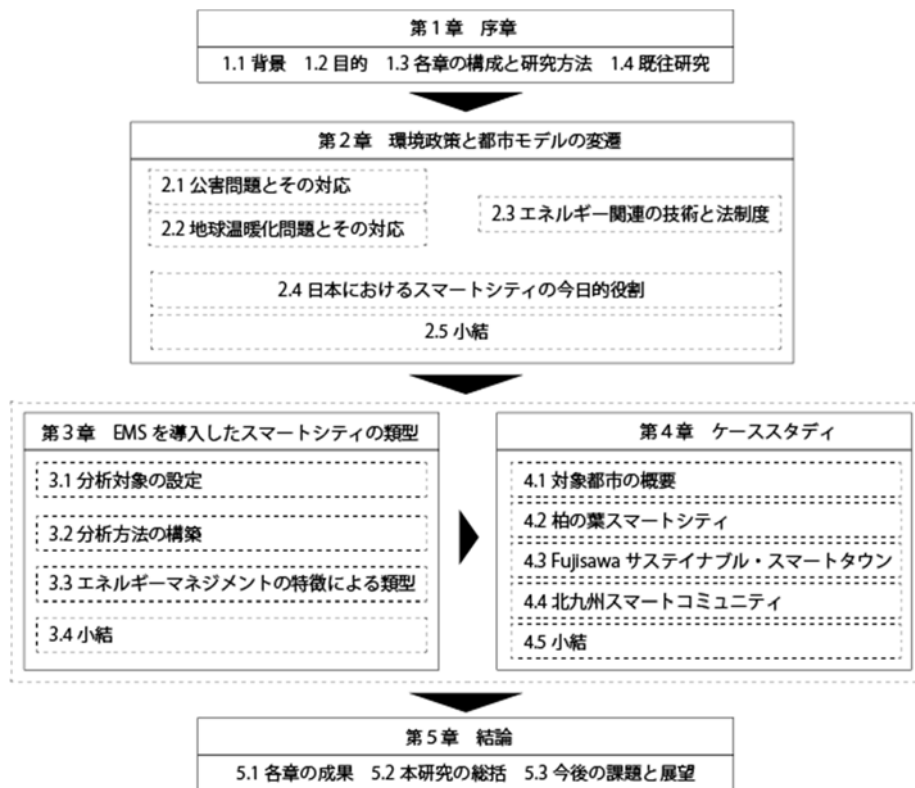 第1章 序章
1.1 背景 1.2 目的 1.3 各章の構成と研究方法 1.4 既往研究
第2章 環境政策と都市モデルの変遷
2.1 公害問題とその対応
2.2 地球温暖化問題とその対応
2.3 エネルギー関連の技術と法制度
2.4 日本におけるスマートシティの今日的役割
2.5 小結
第3章 EMSを導入したスマートシティの類型
3.1 分析対象の設定
3.2 分析方法の構築
3.3 エネルギーマネジメントの特徴による類型
3.4 小結
第4章 ケーススタディ
4.1 対象都市の概要
4.2 柏の葉スマートシティ
4.3 Fujisawaサステイナブル・スマートタウン
4.4 北九州スマートコミュニティ
4.5 小結
第5章 結論
5.1 各章の成果 5.2 本研究の総括 5.3 今後の課題と展望